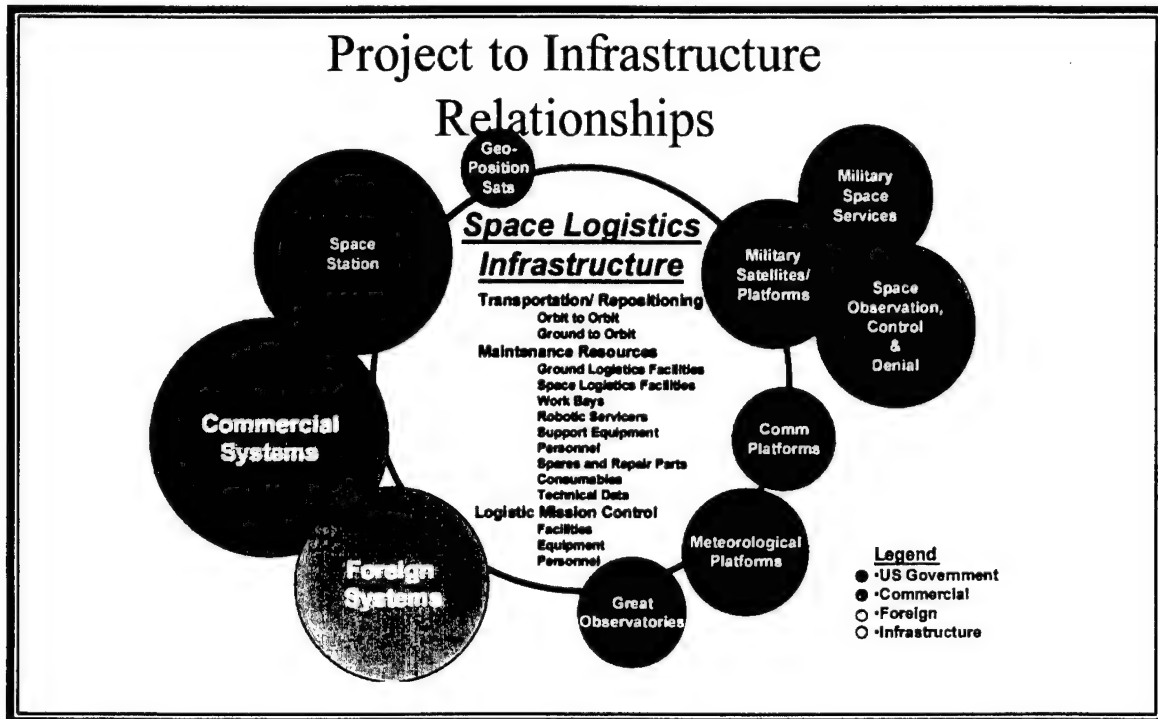 Project to Infrastructure
Relationships
Geo-
Position
Sats
Space
Station
Commercial
Systems
Foreign
Systems
Space Logistics
Infrastructure
Transportation/ Repositioning
Orbit to Orbit
Ground to Orbit
Maintenance Resources
Ground Logistics Facilities
Space Logistics Facilities
Work Bays
Robotic Servicers
Support Equipment
Personnel
Spares and Repair Parts
Consumables
Technical Data
Logistic Mission Control
Facilities
Equipment
Personnel
Military
Space
Services
Military
Satellites/
Platforms
Space
Observation,
Control
&
Denial
Comm
Platforms
Meteorological
Platforms
Great
Observatories
Legend
•US Government
•Commercial
•Foreign
•Infrastructure